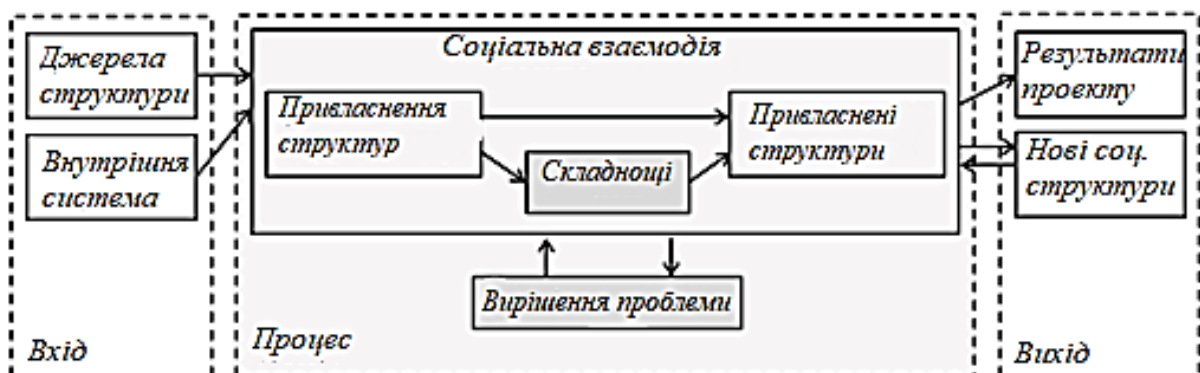 Соціальна взаємодія
Джерела
структури
Внутрішня
система
Вхід
Привласнення
структур
Складнощі
Привласнені
структури
Вирішення проблеми
Процес
Результати
проекту
Нові соц.
структури
Вихід